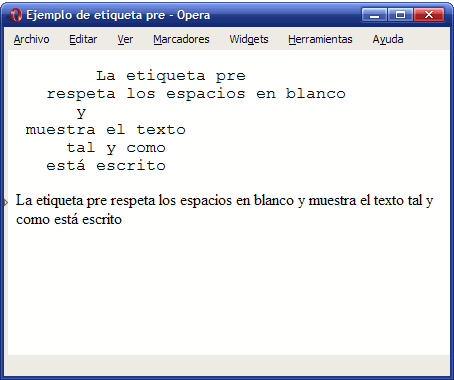 Ejemplo de etiqueta pre - Opera
Archivo Editar Ver Marcadores Widgets Herramientas Ayuda
La etiqueta pre
respeta los espacios en blanco
y
muestra el texto
tal y como
está escrito
La etiqueta pre respeta los espacios en blanco y muestra el texto tal y
como está escrito